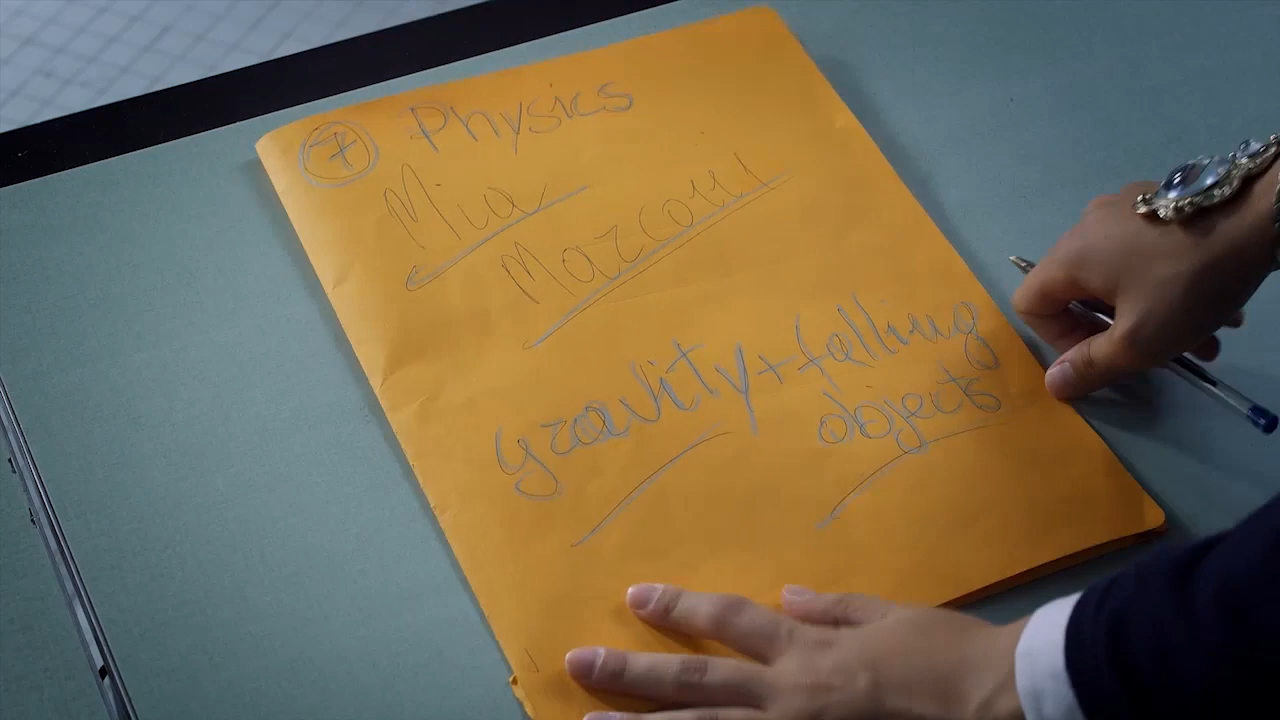 7 Physics
Mia
Marconi
gravity + falling
objects